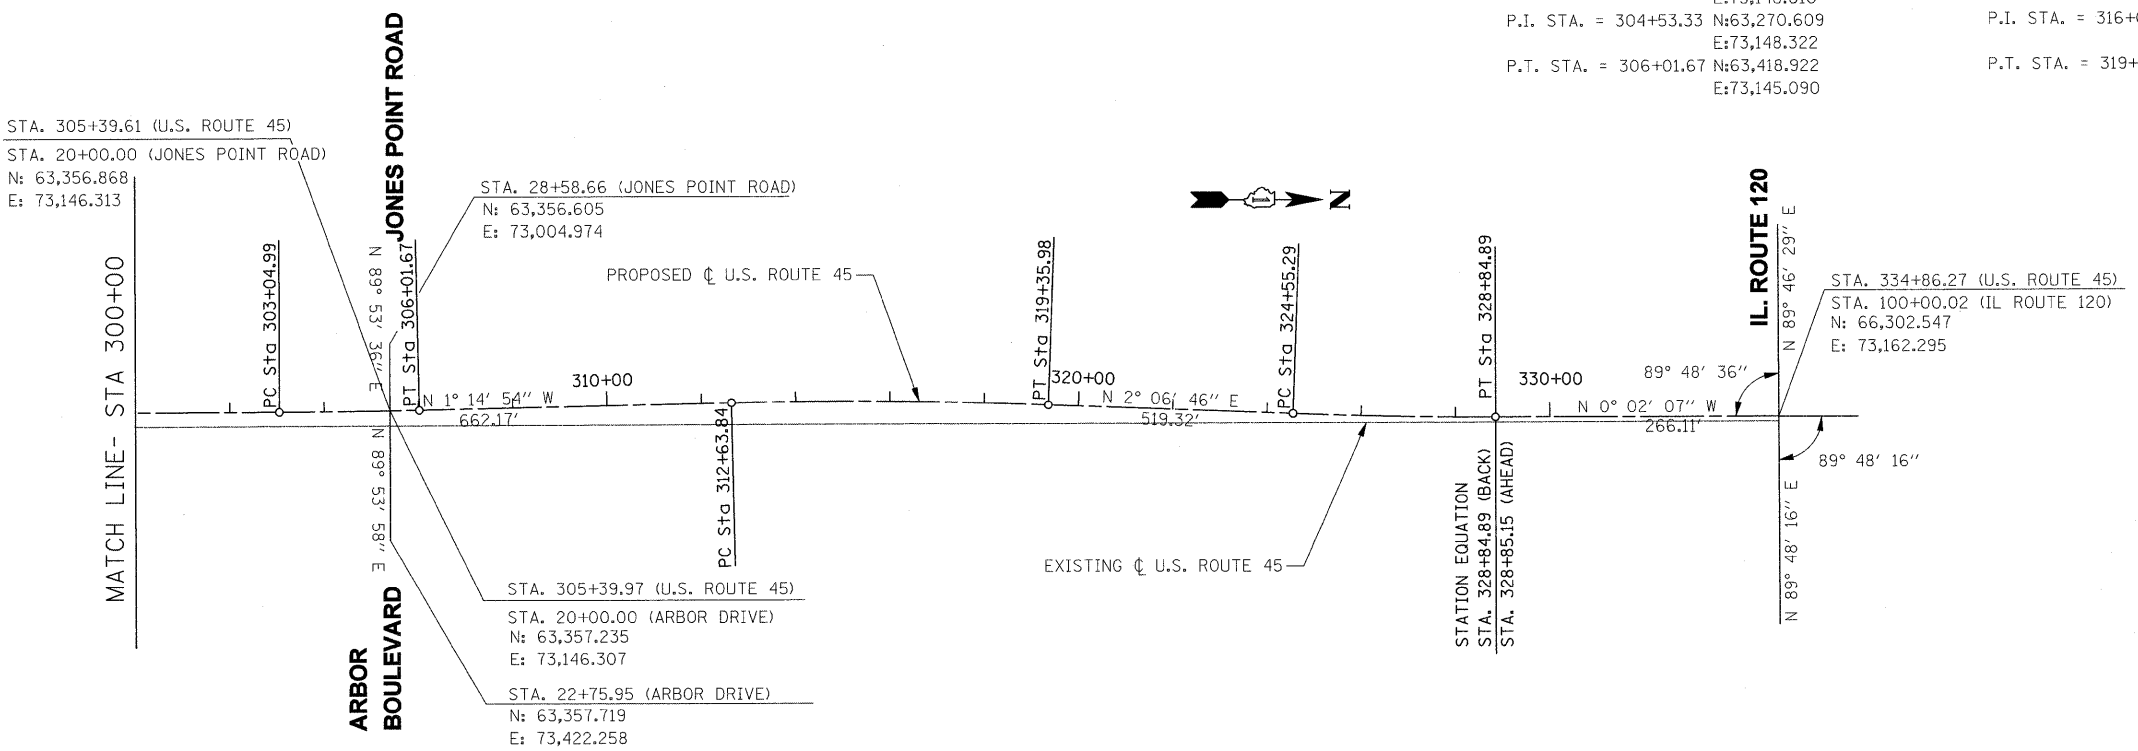 P.I. STA. = 304+53.33 N:63,270.609
E:73,148.322
P.T. STA. = 306+01.67 N:63,418.922
E:73,145.090
P.I. STA. = 316+
P.T. STA. = 319+
STA. 305+39.61 (U.S. ROUTE 45)
STA. 20+00.00 (JONES POINT ROAD)
N: 63,356.868
E: 73,146.313
JONES POINT ROAD
STA. 28+58.66 (JONES POINT ROAD)
N: 63,356.605
E: 73,004.974
N
IL. ROUTE 120
N 89° 46' 29" E
STA. 334+86.27 (U.S. ROUTE 45)
STA. 100+00.02 (IL ROUTE 120)
N: 66,302.547
E: 73,162.295
MATCH LINE- STA 300+00
PC Sta 303+04.99
N 89° 53' 36" E
PT Sta 306+01.67
PROPOSED ℄ U.S. ROUTE 45
PT Sta 319+35.98
PC Sta 324+55.29
PT Sta 328+84.89
310+00
320+00
330+00
89° 48' 36"
N 1° 14' 54" W
662.17'
N 2° 06' 46" E
519.32'
N 0° 02' 07" W
266.11'
N 89° 53' 58" E
PC Sta 312+63.84
89° 48' 16"
N 89° 48' 16" E
STATION EQUATION
STA. 328+84.89 (BACK)
STA. 328+85.15 (AHEAD)
EXISTING ℄ U.S. ROUTE 45
ARBOR
BOULEVARD
STA. 305+39.97 (U.S. ROUTE 45)
STA. 20+00.00 (ARBOR DRIVE)
N: 63,357.235
E: 73,146.307
STA. 22+75.95 (ARBOR DRIVE)
N: 63,357.719
E: 73,422.258